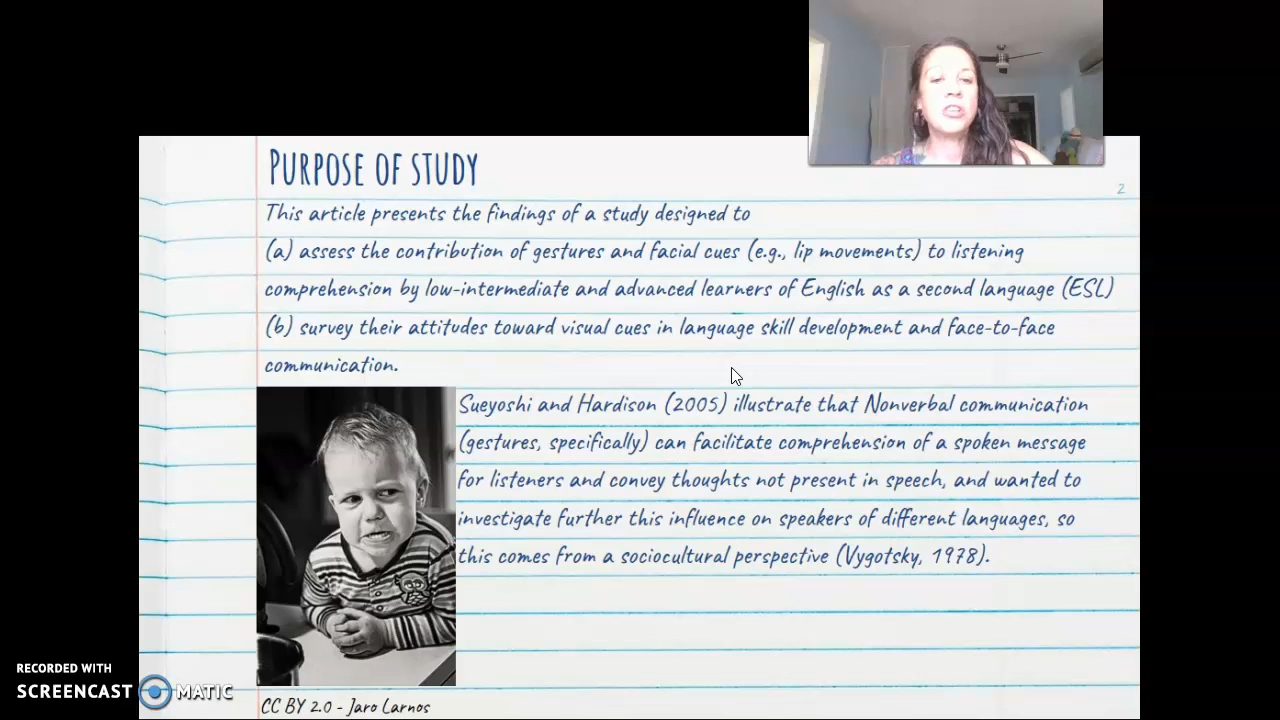 PURPOSE OF STUDY
2
This article presents the findings of a study designed to
(a) assess the contribution of gestures and facial cues (e.g., lip movements) to listening
comprehension by low-intermediate and advanced learners of English as a second language (ESL)
(b) survey their attitudes toward visual cues in language skill development and face-to-face
communication.
Sueyoshi and Hardison (2005) illustrate that Nonverbal communication
(gestures, specifically) can facilitate comprehension of a spoken message
for listeners and convey thoughts not present in speech, and wanted to
investigate further this influence on speakers of different languages, so
this comes from a sociocultural perspective (Vygotsky, 1978).
CC BY 2.0 - Jaro Larnos
RECORDED WITH
SCREENCAST MATIC